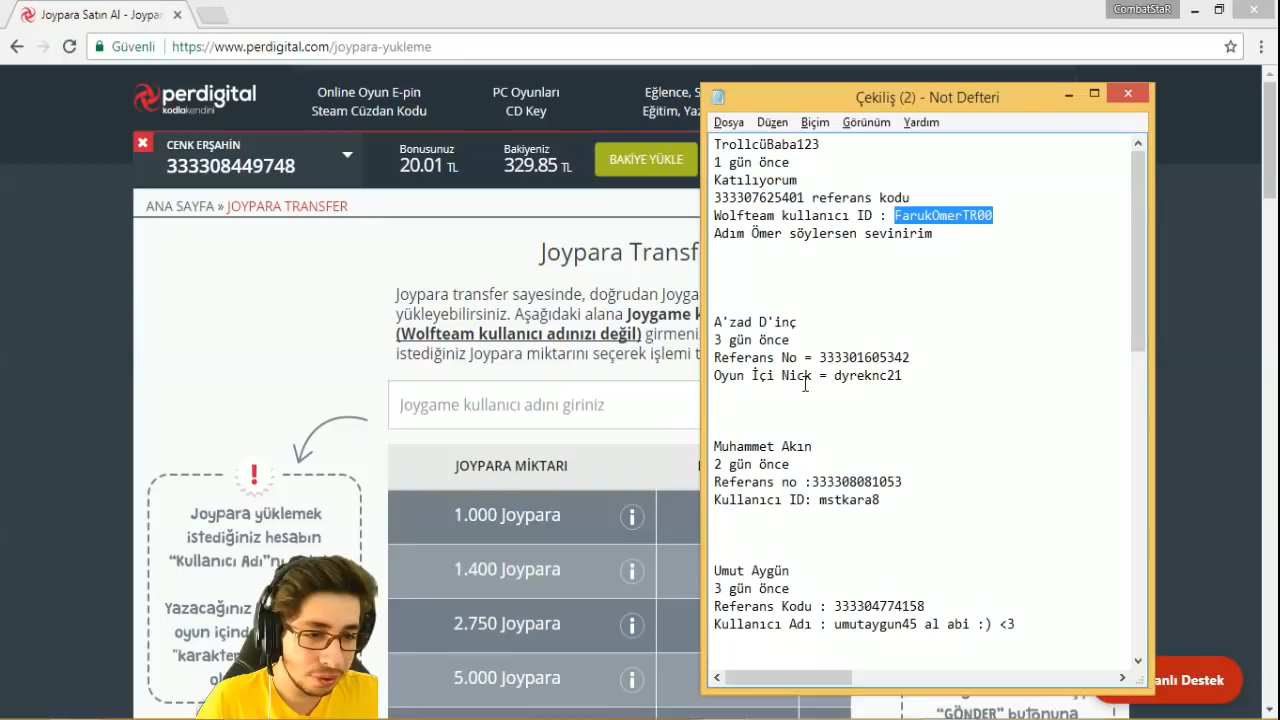 Joypara Satın Al - Joypar
CombatStaR
Güvenli
https://www.perdigital.com/joypara-yukleme
perdigital
kodlakendini
Online Oyun E-pin
Steam Cüzdan Kodu
PC Oyunları
CD Key
Eğlence, S
Eğitim, Yaz
CENK ERŞAHİN
333308449748
Bonusunuz
20.01 TL
Bakiyeniz
329.85 TL
BAKİYE YÜKLE
ANA SAYFA » JOYPARA TRANSFER
Joypara Transf
Joypara transfer sayesinde, doğrudan Joyga
yükleyebilirsiniz. Aşağıdaki alana Joygame k
(Wolfteam kullanıcı adınızı değil) girmeni
istediğiniz Joypara miktarını seçerek işlemi t
Joygame kullanıcı adını giriniz
JOYPARA MİKTARI
1.000 Joypara
1.400 Joypara
2.750 Joypara
5.000 Joypara
Joypara yüklemek
istediğiniz hesabın
“Kullanıcı Adı”nı
Yazacağınız
oyun içind
"karakte
Çekiliş (2) - Not Defteri
Dosya Düzen Biçim Görünüm Yardım
TrollcüBaba123
1 gün önce
Katılıyorum
333307625401 referans kodu
Wolfteam kullanıcı ID : FarukOmerTR00
Adım Ömer söylersen sevinirim
A'zad D'inç
3 gün önce
Referans No = 333301605342
Oyun İçi Nick = dyreknc21
Muhammet Akın
2 gün önce
Referans no :333308081053
Kullanıcı ID: mstkara8
Umut Aygün
3 gün önce
Referans Kodu : 333304774158
Kullanıcı Adı : umutaygun45 al abi :) <3
anlı Destek
“GÖNDER” butonuna